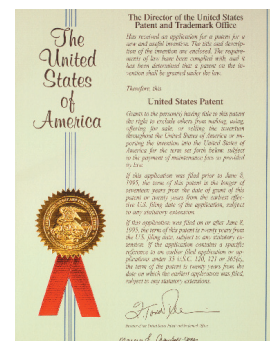 The
United
States
of
America
The Director of the United States
Patent and Trademark Office
Has received an application for a patent for a
new and useful invention. The title and descrip-
tion of the invention are enclosed. The require-
ments of law have been complied with, and it
has been determined that a patent on the in-
vention shall be granted under the law.
Therefore, this
United States Patent
Grants to the person(s) having title to this patent
the right to exclude others from making, using,
offering for sale, or selling the invention
throughout the United States of America or im-
porting the invention into the United States of
America for the term set forth below, subject
to the payment of maintenance fees as provided
by law.
If this application was filed prior to June 8,
1995, the term of this patent is the longer of
seventeen years from the date of grant of this
patent or twenty years from the earliest effec-
tive U.S. filing date of the application, subject
to any statutory extension.
If this application was filed on or after June 8,
1995, the term of this patent is twenty years from
the U.S. filing date, subject to any statutory ex-
tension. If the application contains a specific
reference to an earlier filed application or ap-
plications under 35 U.S.C. 120, 121 or 365(c),
the term of the patent is twenty years from the
date on which the earliest application was filed,
subject to any statutory extensions.